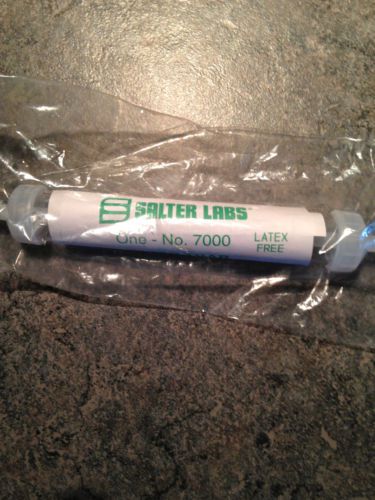 SALTER LABS
One - No. 7000
LATEX
FREE